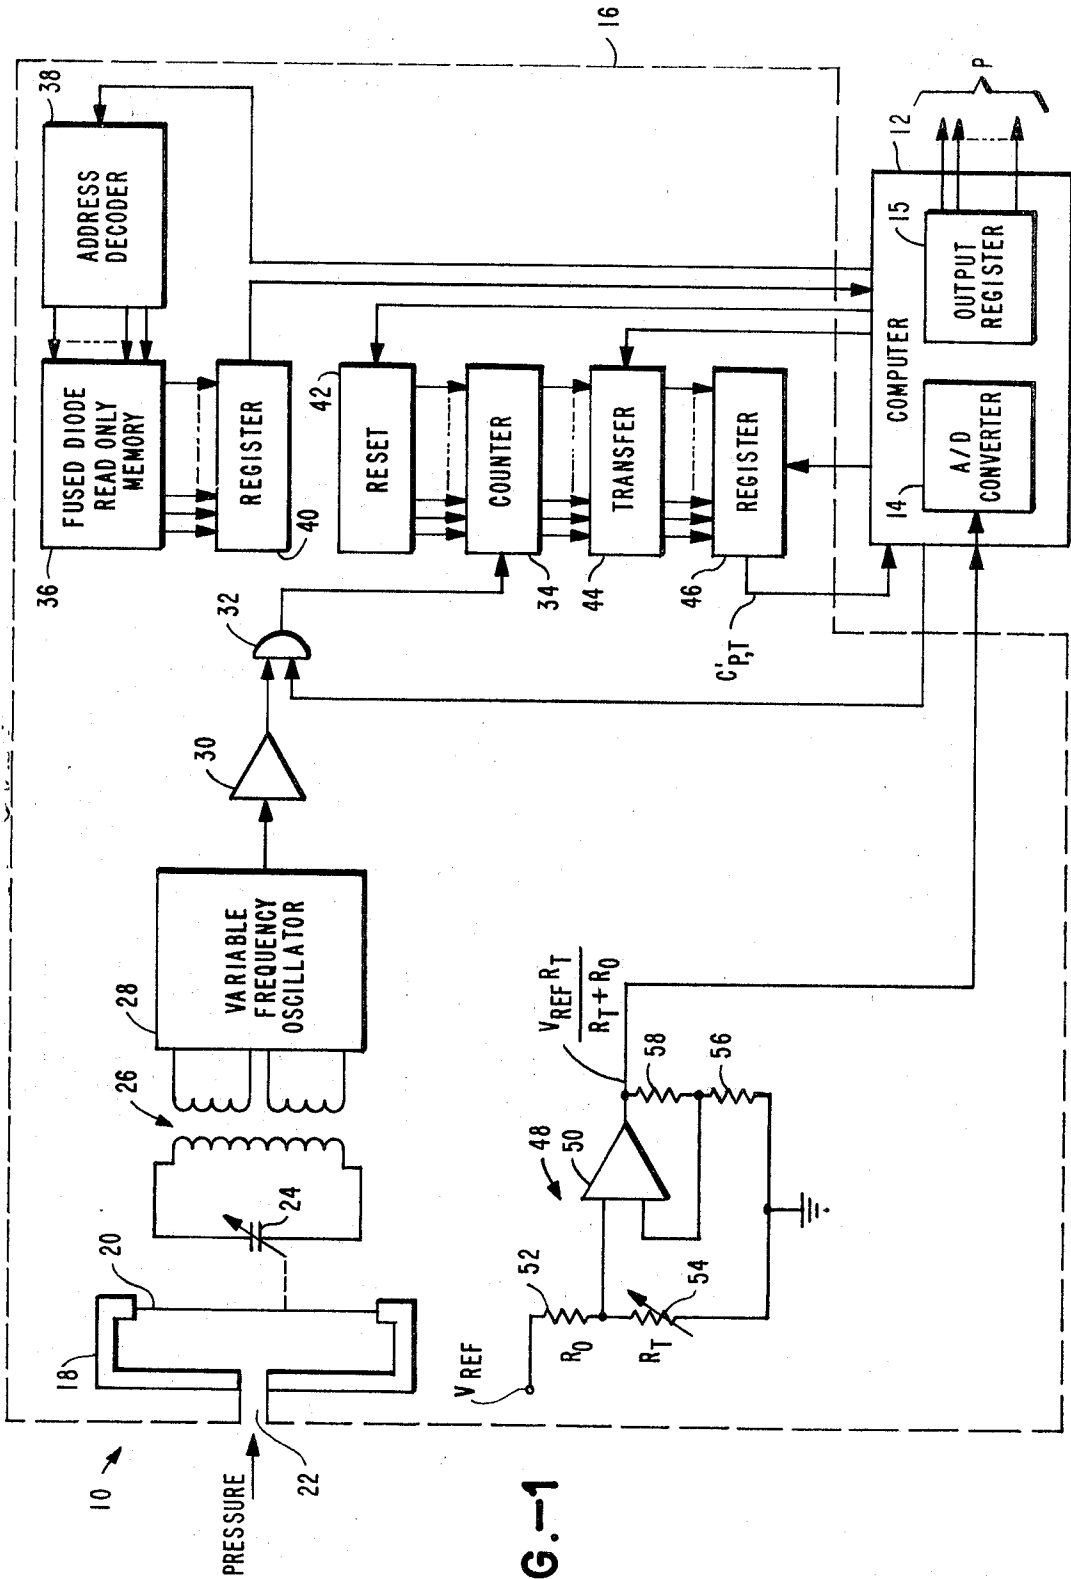 10
PRESSURE
22
18
20
24
26
28
VARIABLE
FREQUENCY
OSCILLATOR
30
32
36
FUSED DIODE
READ ONLY
MEMORY
38
ADDRESS
DECODER
REGISTER
40
42
RESET
COUNTER
34
TRANSFER
44
REGISTER
46
C'P,T
16
12
COMPUTER
14
A/D
CONVERTER
15
OUTPUT
REGISTER
P
VREF
R0
52
RT
54
48
50
58
56
VREF RT
RT + R0
G.-1